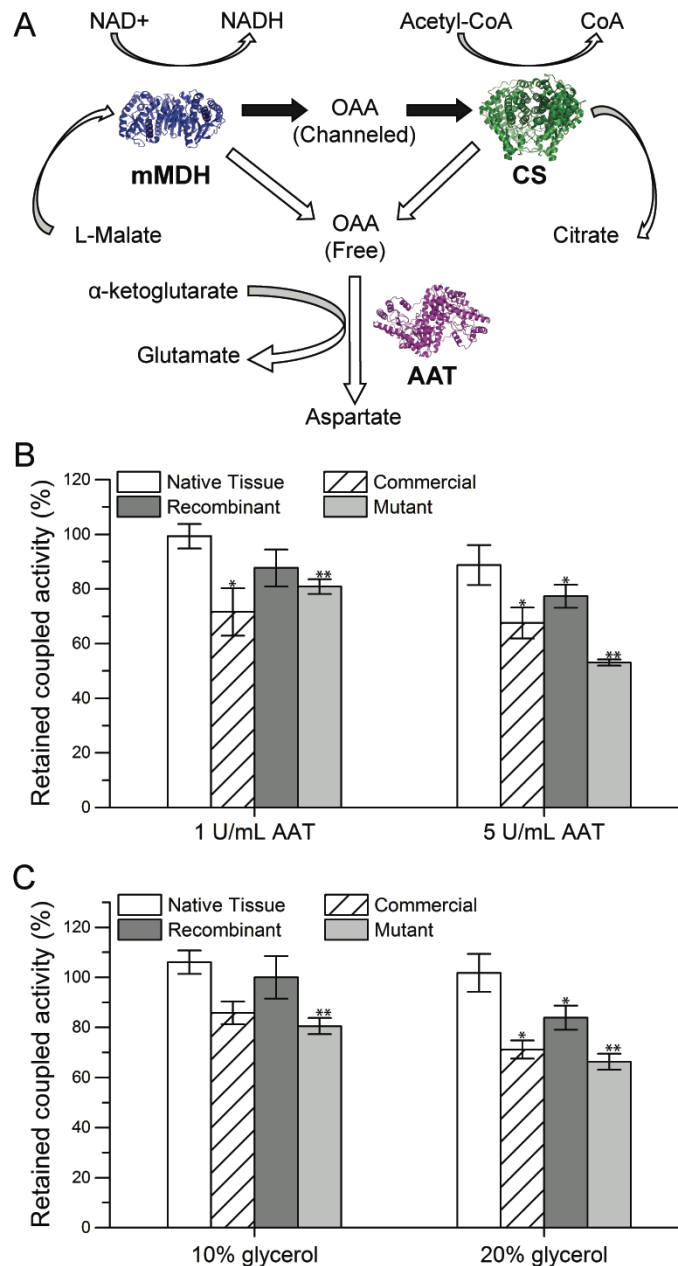 A
NAD+ NADH Acetyl-CoA CoA
OAA
(Channeled)
mMDH CS
L-Malate OAA Citrate
(Free)
α-ketoglutarate
Glutamate AAT
Aspartate
B
Retained coupled activity (%)
Native Tissue Commercial
Recombinant Mutant
120
100
80
60
40
20
0
* ** * * **
1 U/mL AAT 5 U/mL AAT
C
Retained coupled activity (%)
Native Tissue Commercial
Recombinant Mutant
120
100
80
60
40
20
0
** * * **
10% glycerol 20% glycerol